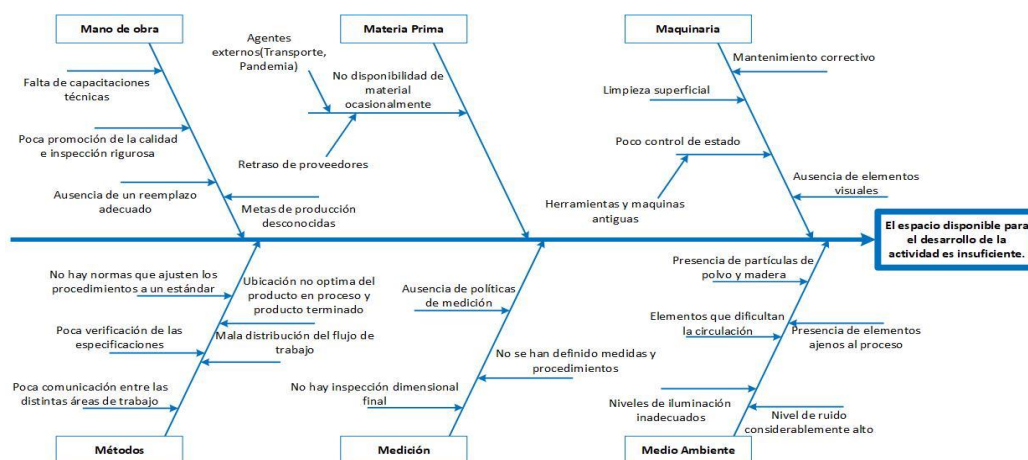 Mano de obra
Materia Prima
Maquinaria
Falta de capacitaciones
técnicas
Poca promoción de la calidad
e inspección rigurosa
Ausencia de un reemplazo
adecuado
Metas de producción
desconocidas
Agentes
externos(Transporte,
Pandemia)
No disponibilidad de
material
ocasionalmente
Retraso de proveedores
Mantenimiento correctivo
Limpieza superficial
Poco control de estado
Herramientas y maquinas
antiguas
Ausencia de elementos
visuales
El espacio disponible para
el desarrollo de la
actividad es insuficiente.
No hay normas que ajusten los
procedimientos a un estándar
Ubicación no optima del
producto en proceso y
producto terminado
Poca verificación de las
especificaciones
Mala distribución del flujo de
trabajo
Poca comunicación entre las
distintas áreas de trabajo
Ausencia de políticas
de medición
No se han definido medidas y
procedimientos
No hay inspección dimensional
final
Presencia de partículas de
polvo y madera
Elementos que dificultan
la circulación
Presencia de elementos
ajenos al proceso
Niveles de iluminación
inadecuados
Nivel de ruido
considerablemente alto
Métodos
Medición
Medio Ambiente